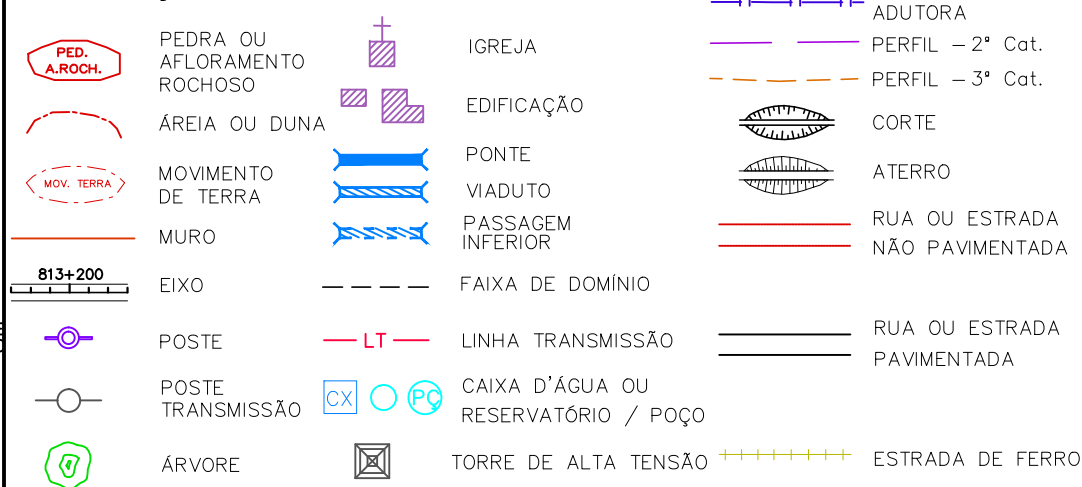 PED.
A.ROCH.
PEDRA OU
AFLORAMENTO
ROCHOSO
ÁREIA OU DUNA
MOV. TERRA
MOVIMENTO
DE TERRA
MURO
813+200
EIXO
POSTE
POSTE
TRANSMISSÃO
ÁRVORE
IGREJA
EDIFICAÇÃO
PONTE
VIADUTO
PASSAGEM
INFERIOR
FAIXA DE DOMÍNIO
LT
LINHA TRANSMISSÃO
CX
PÇ
CAIXA D'ÁGUA OU
RESERVATÓRIO / POÇO
TORRE DE ALTA TENSÃO
ADUTORA
PERFIL – 2ª Cat.
PERFIL – 3ª Cat.
CORTE
ATERRO
RUA OU ESTRADA
NÃO PAVIMENTADA
RUA OU ESTRADA
PAVIMENTADA
ESTRADA DE FERRO